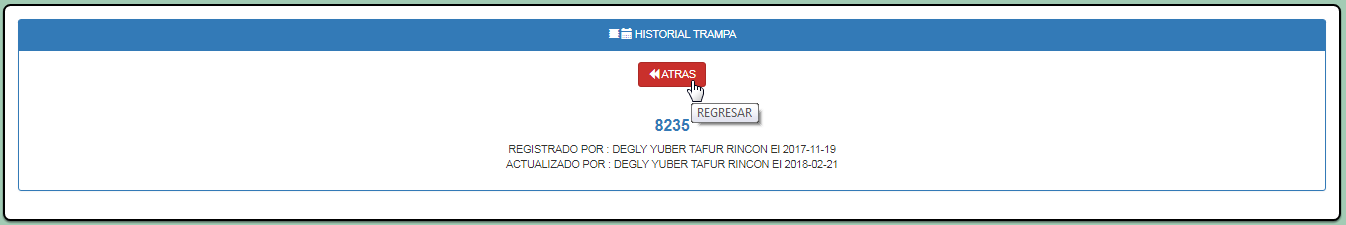 HISTORIAL TRAMPA
ATRAS
REGRESAR
8235
REGISTRADO POR : DEGLY YUBER TAFUR RINCON El 2017-11-19
ACTUALIZADO POR : DEGLY YUBER TAFUR RINCON El 2018-02-21